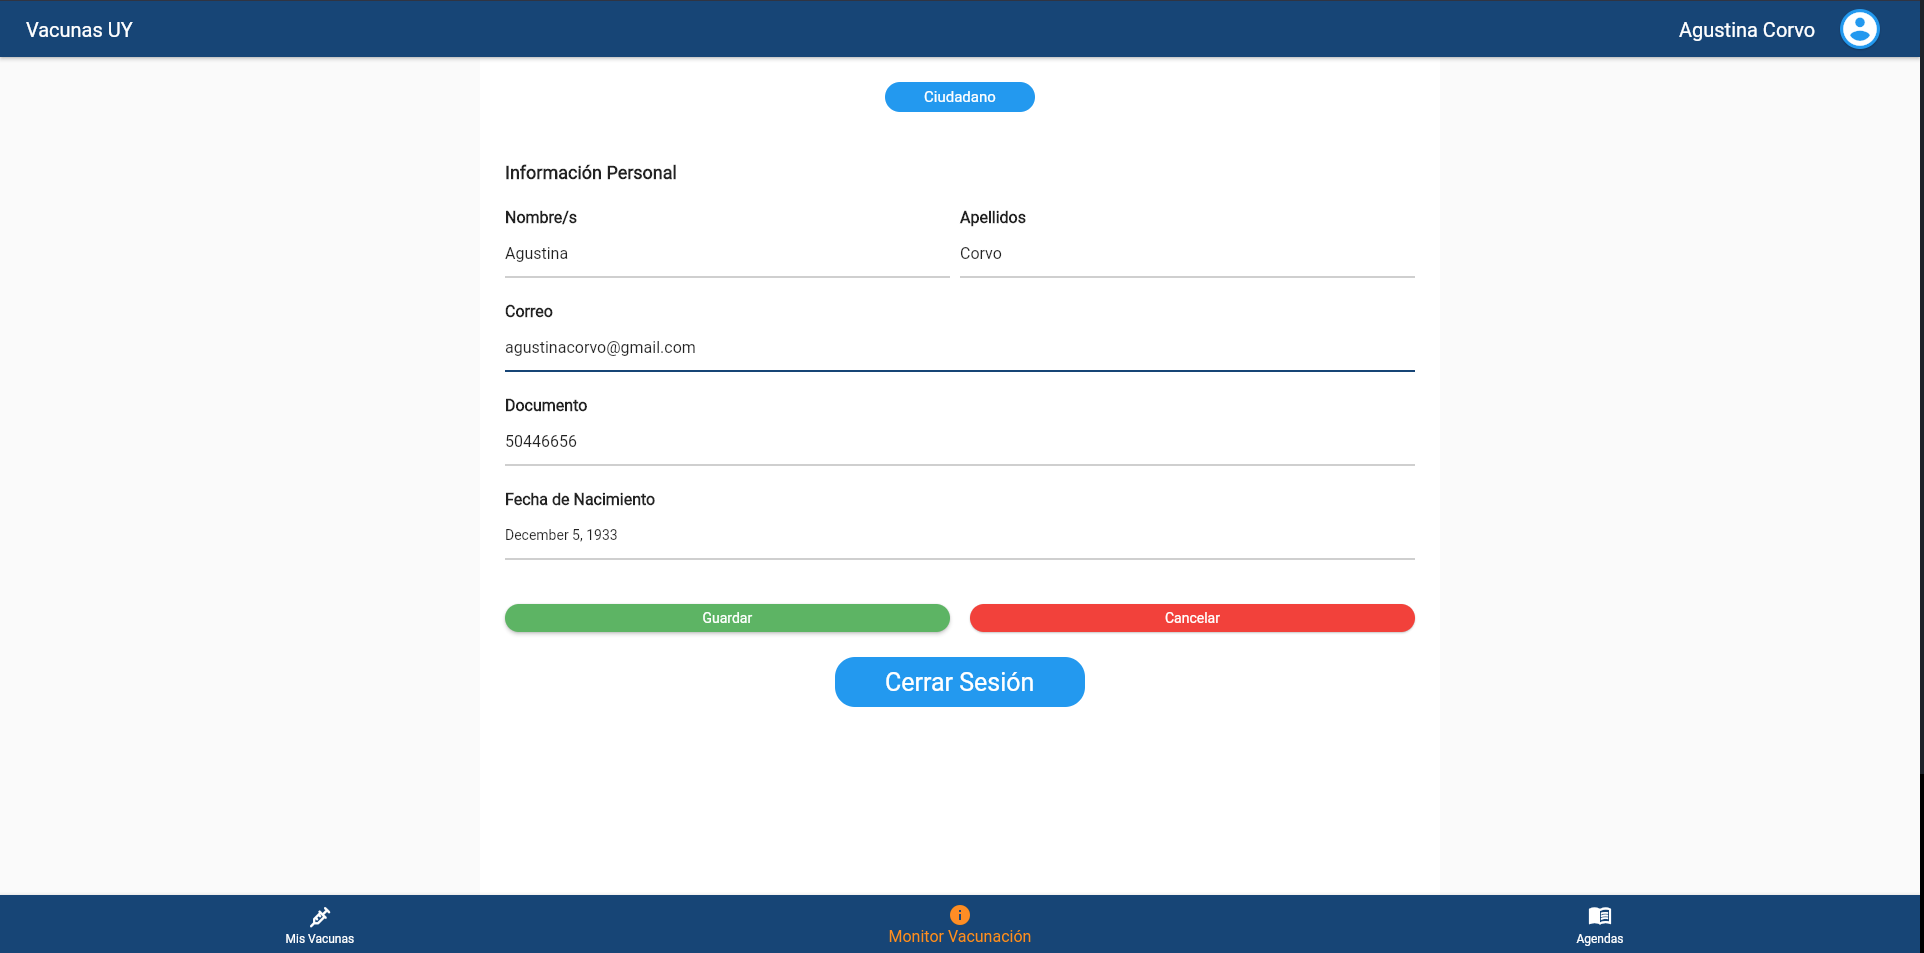 Vacunas UY
Agustina Corvo
Ciudadano
Información Personal
Nombre/s
Apellidos
Agustina
Corvo
Correo
agustinacorvo@gmail.com
Documento
50446656
Fecha de Nacimiento
December 5, 1933
Guardar
Cancelar
Cerrar Sesión
Mis Vacunas
Monitor Vacunación
Agendas